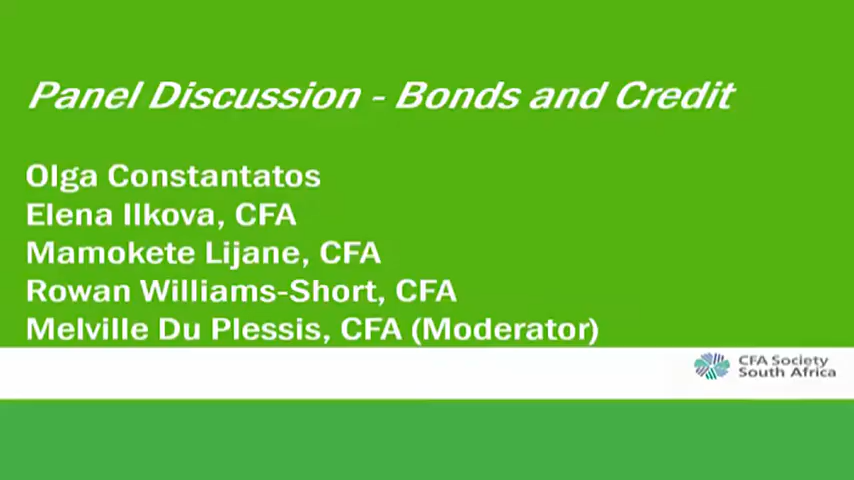 Panel Discussion - Bonds and Credit
Olga Constantatos
Elena Ilkova, CFA
Mamokete Lijane, CFA
Rowan Williams-Short, CFA
Melville Du Plessis, CFA (Moderator)
CFA Society
South Africa